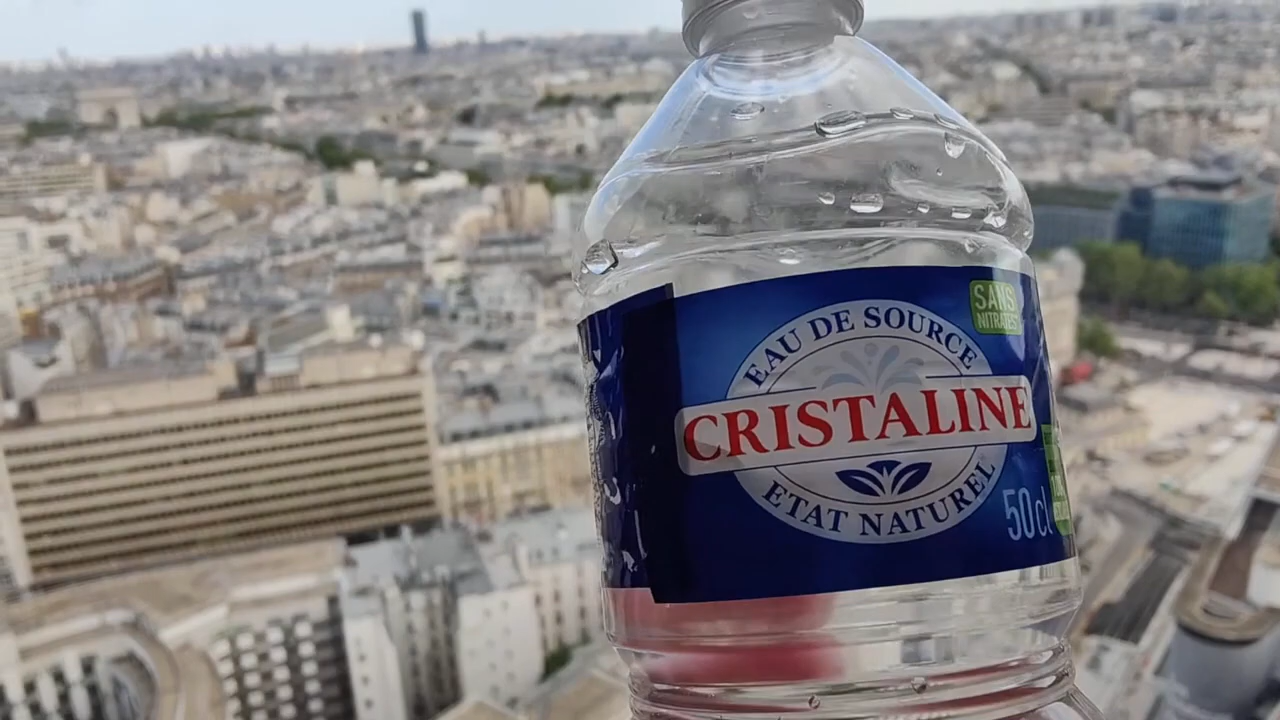 SANS
NITRATES
EAU DE SOURCE
CRISTALINE
ETAT NATUREL
50cl